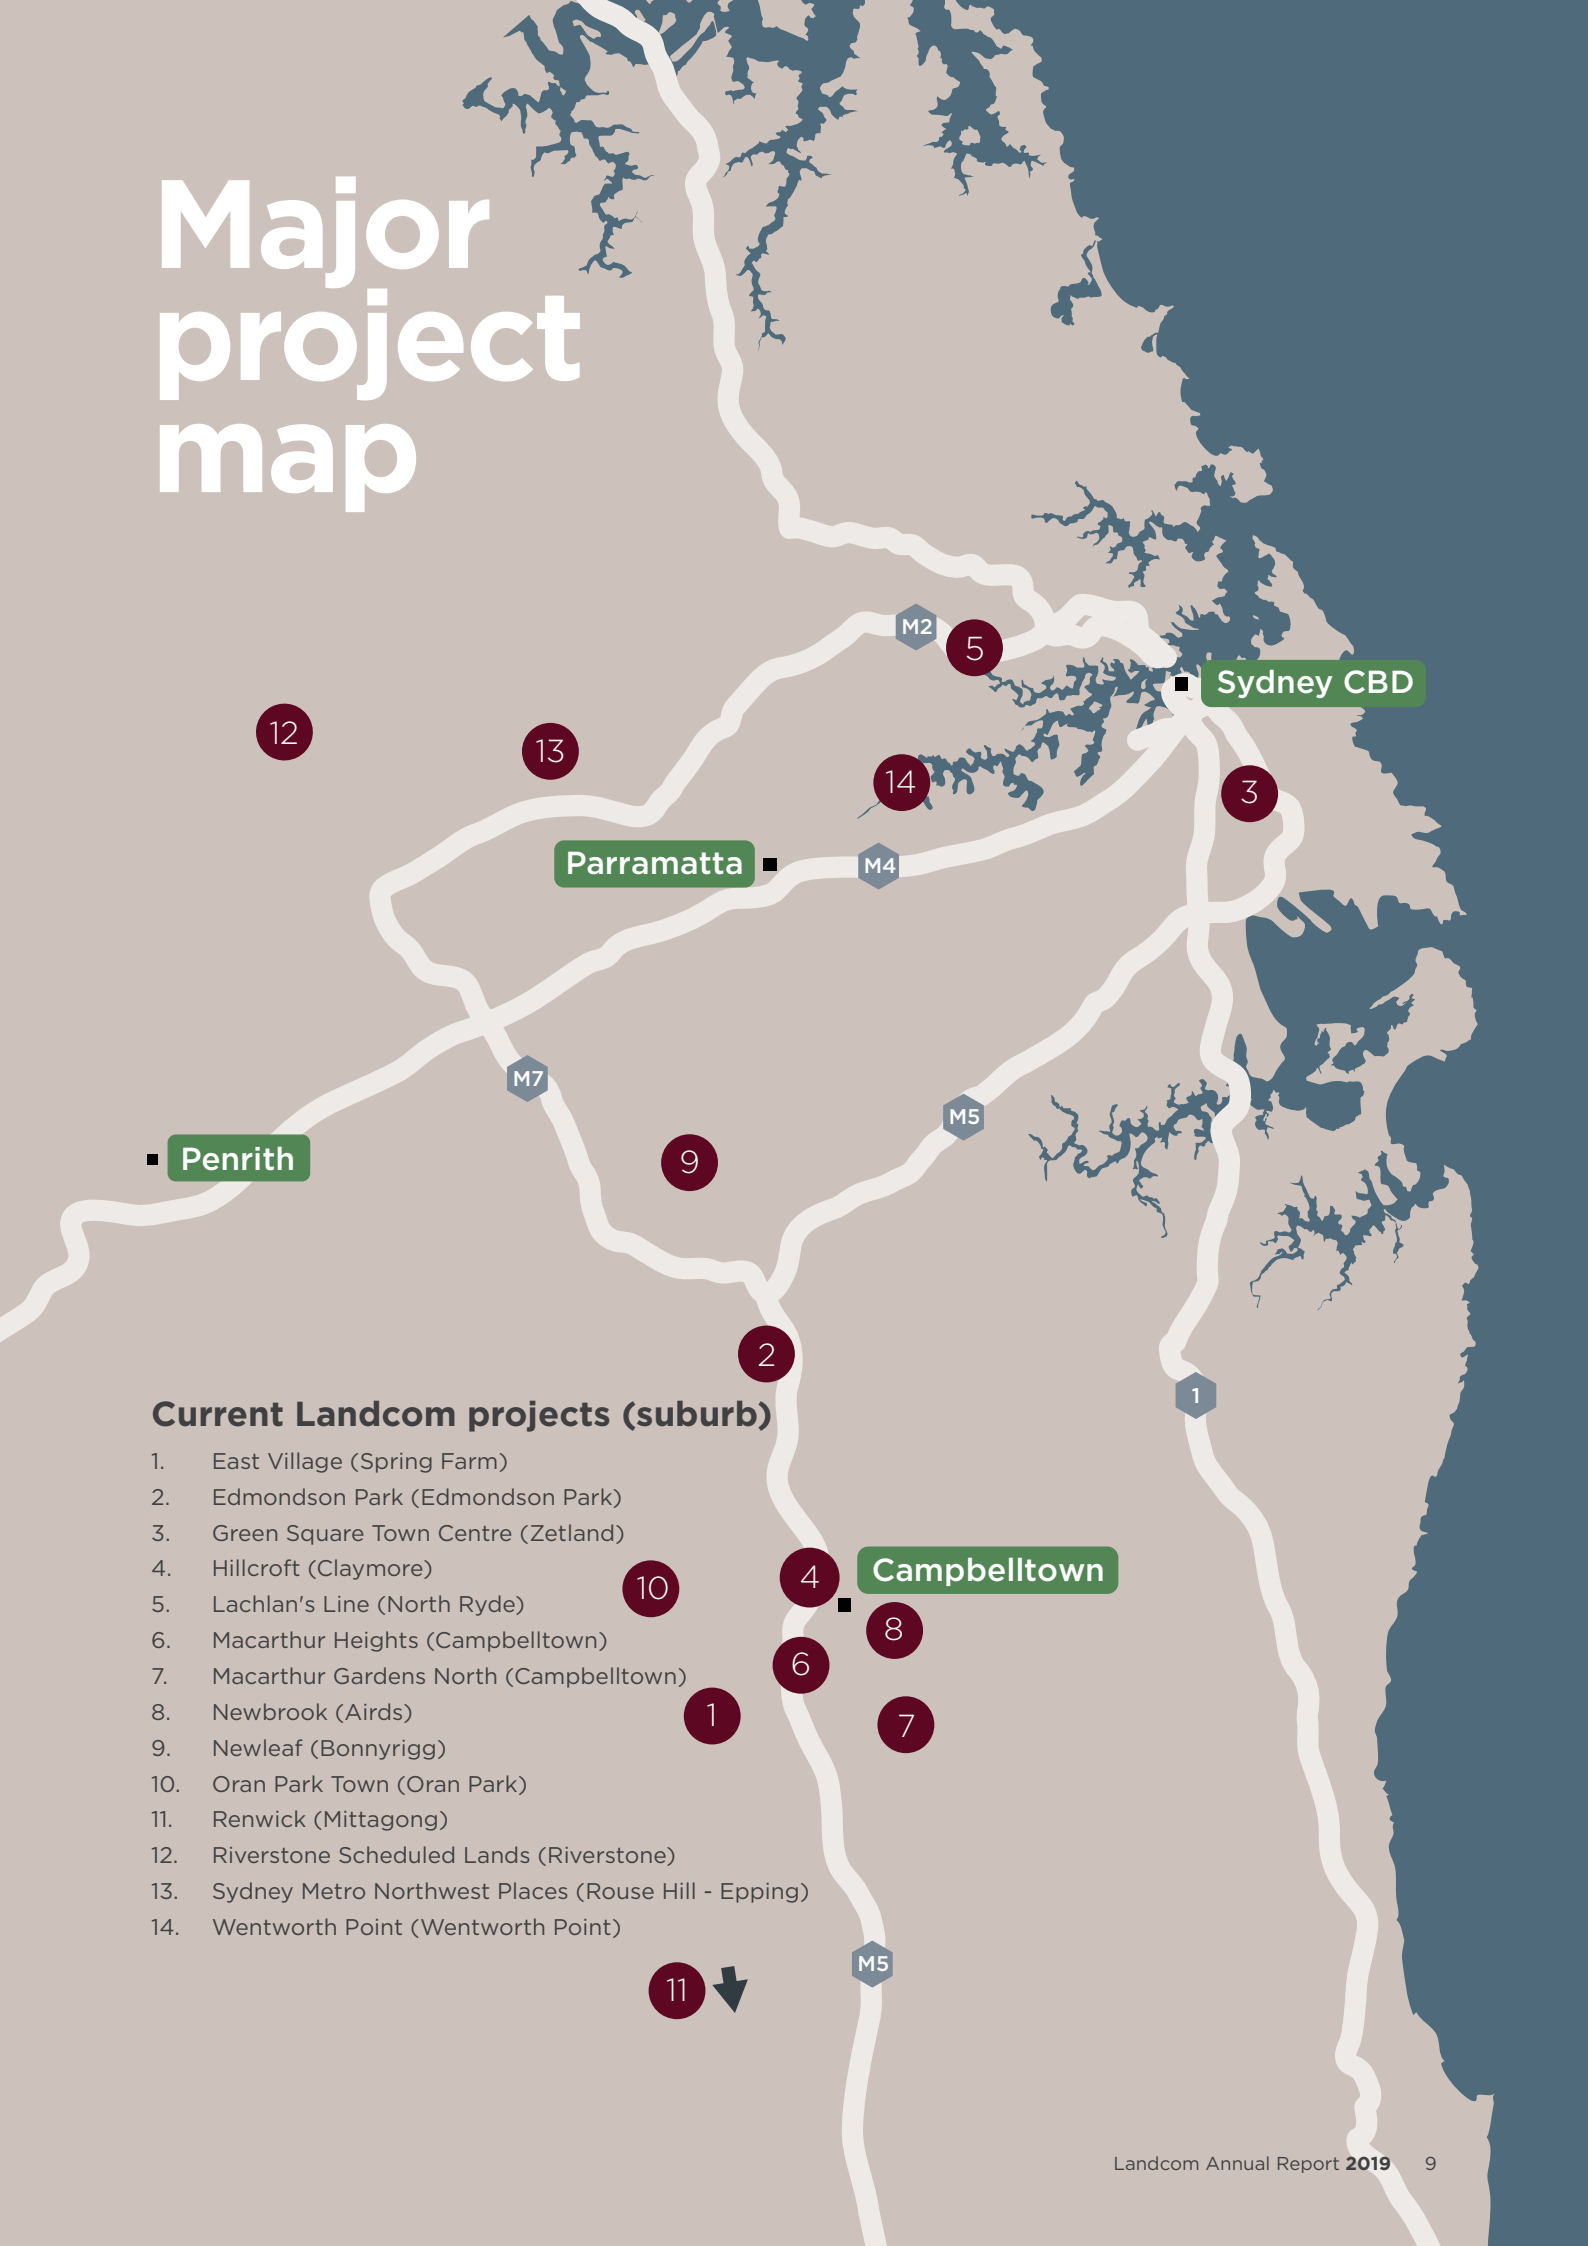 Major
project
map
M2
5
Sydney CBD
12
13
14
3
Parramatta
M4
M7
M5
Penrith
9
2
1
Current Landcom projects (suburb)
1. East Village (Spring Farm)
2. Edmondson Park (Edmondson Park)
3. Green Square Town Centre (Zetland)
4. Hillcroft (Claymore)
5. Lachlan's Line (North Ryde)
6. Macarthur Heights (Campbelltown)
7. Macarthur Gardens North (Campbelltown)
8. Newbrook (Airds)
9. Newleaf (Bonnyrigg)
10. Oran Park Town (Oran Park)
11. Renwick (Mittagong)
12. Riverstone Scheduled Lands (Riverstone)
13. Sydney Metro Northwest Places (Rouse Hill - Epping)
14. Wentworth Point (Wentworth Point)
10
4
Campbelltown
8
6
1
7
M5
11
Landcom Annual Report 2019 9